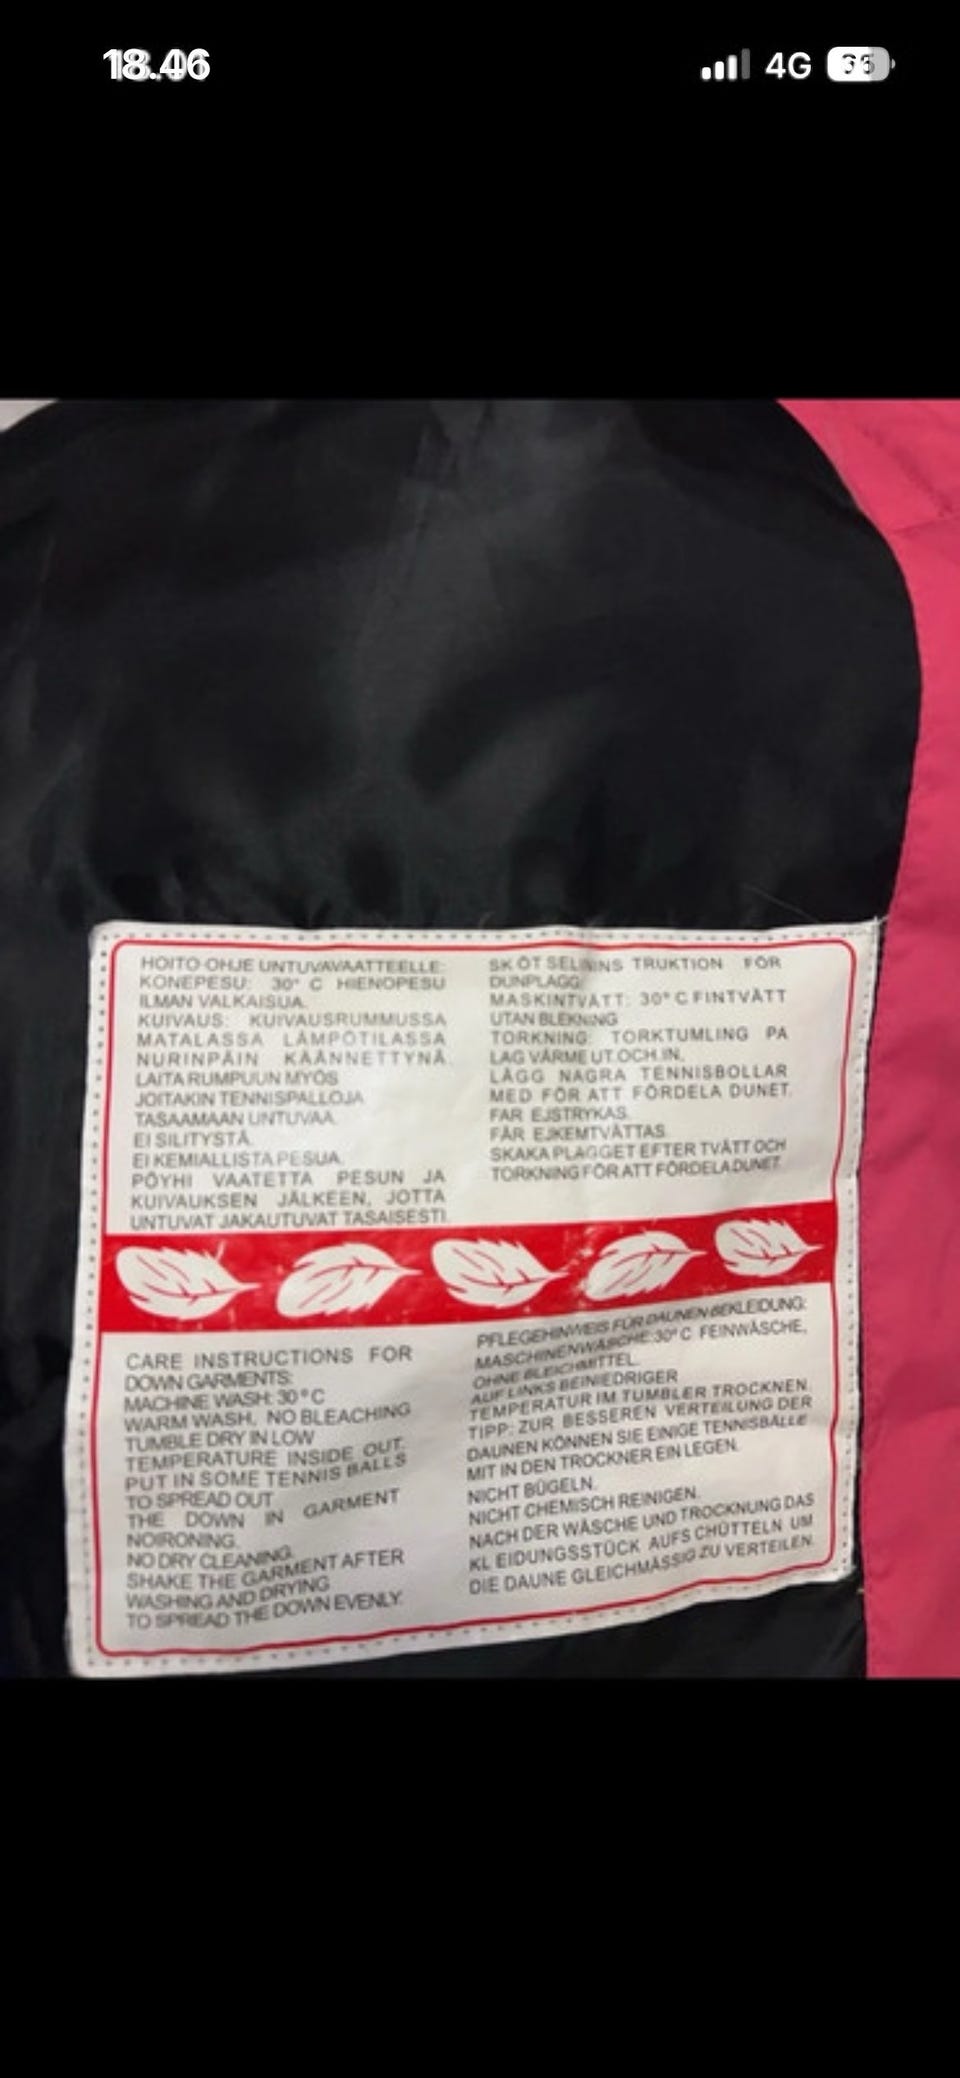 18.46
4G
HOITO-OHJE UNTUVAVAATTEELLE:
KONEPESU: 30° C HIENOPESU
ILMAN VALKAISUA.
KUIVAUS: KUIVAUSRUMMUSSA
MATALASSA LÄMPÖTILASSA
NURINPÄIN KÄÄNNETTYNÄ.
LAITA RUMPUUN MYÖS
JOITAKIN TENNISPALLOJA
TASAAMAAN UNTUVAA.
EI SILITYSTÄ.
EI KEMIALLISTA PESUA.
PÖYHI VAATETTA PESUN JA
KUIVAUKSEN JÄLKEEN, JOTTA
UNTUVAT JAKAUTUVAT TASAISESTI.
SK ÖT SELNINS TRUKTION FÖR
DUNPLAGG:
MASKINTVÄTT: 30° C FINTVÄTT
UTAN BLEKNING
TORKNING: TORKTUMLING PA
LAG VÄRME UT.OCH.IN.
LÄGG NAGRA TENNISBOLLAR
MED FÖR ATT FÖRDELA DUNET.
FAR EJSTRYKAS.
FÄR EJKEMTVÄTTAS.
SKAKA PLAGGET EFTER TVÄTT OCH
TORKNING FÖR ATT FÖRDELA DUNET.
CARE INSTRUCTIONS FOR
DOWN GARMENTS:
MACHINE WASH: 30°C
WARM WASH, NO BLEACHING
TUMBLE DRY IN LOW
TEMPERATURE INSIDE OUT.
PUT IN SOME TENNIS BALLS
TO SPREAD OUT
THE DOWN IN GARMENT
NOIRONING.
NO DRY CLEANING.
SHAKE THE GARMENT AFTER
WASHING AND DRYING
TO SPREAD THE DOWN EVENLY.
PFLEGEHINWEIS FÜR DAUNENBEKLEIDUNG:
MASCHINENWÄSCHE:30° C FEINWÄSCHE,
OHNE BLEICHMITTEL.
AUF LINKS BEINIEDRIGER
TEMPERATUR IM TUMBLER TROCKNEN.
TIPP: ZUR BESSEREN VERTEILUNG DER
DAUNEN KÖNNEN SIE EINIGE TENNISBÄLLE
MIT IN DEN TROCKNER EIN LEGEN.
NICHT BÜGELN.
NICHT CHEMISCH REINIGEN.
NACH DER WÄSCHE UND TROCKNUNG DAS
KL EIDUNGSSTÜCK AUFS CHÜTTELN UM
DIE DAUNE GLEICHMÄSSIG ZU VERTEILEN.